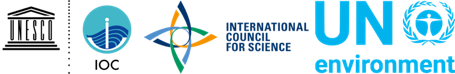 UNESCO
IOC
INTERNATIONAL
COUNCIL
FOR SCIENCE
UN
environment